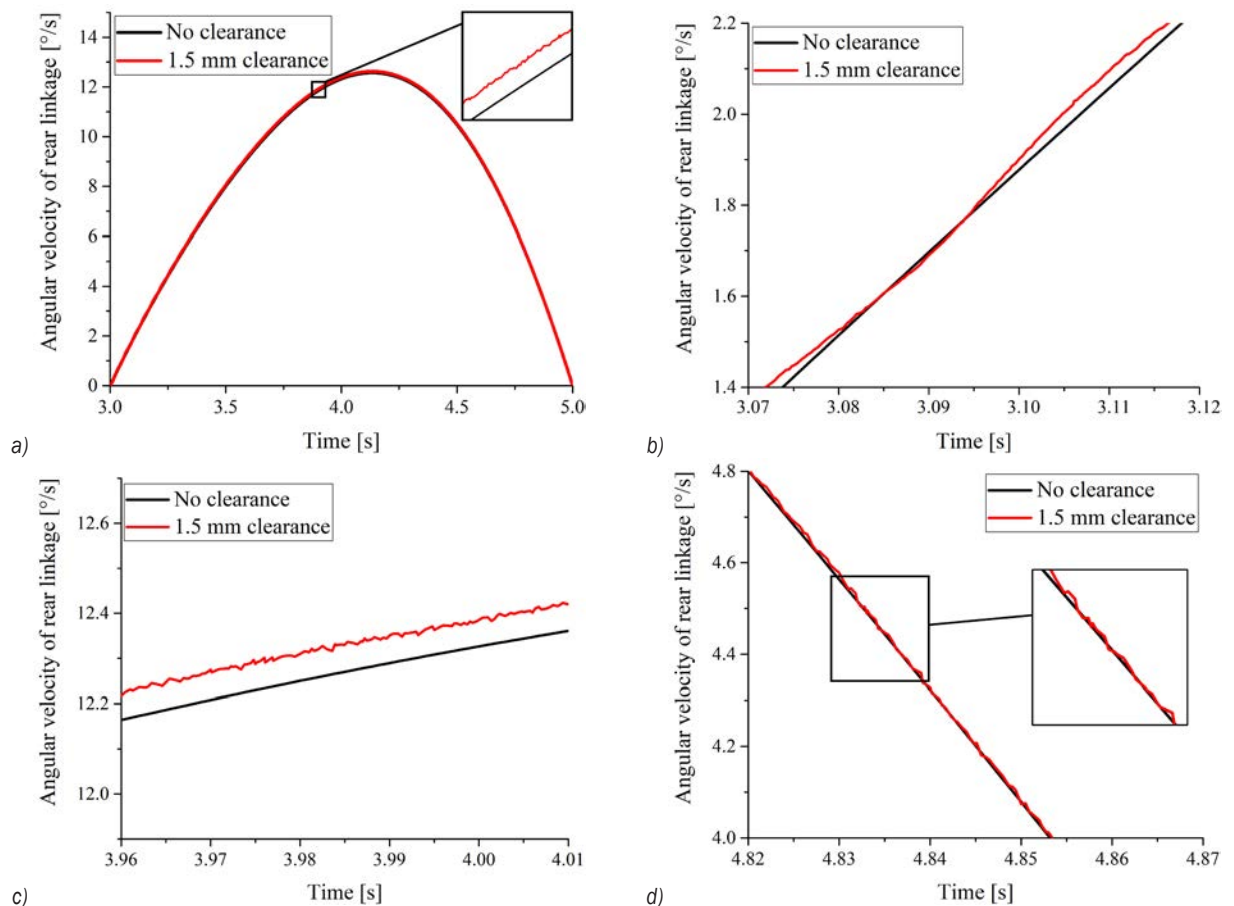 No clearance
1.5 mm clearance
Angular velocity of rear linkage [°/s]
14
12
10
8
6
4
2
0
3.0 3.5 4.0 4.5 5.0
Time [s]
a)
No clearance
1.5 mm clearance
Angular velocity of rear linkage [°/s]
2.2
2.0
1.8
1.6
1.4
3.07 3.08 3.09 3.10 3.11 3.12
Time [s]
b)
No clearance
1.5 mm clearance
Angular velocity of rear linkage [°/s]
12.6
12.4
12.2
12.0
3.96 3.97 3.98 3.99 4.00 4.01
Time [s]
c)
No clearance
1.5 mm clearance
Angular velocity of rear linkage [°/s]
4.8
4.6
4.4
4.2
4.0
4.82 4.83 4.84 4.85 4.86 4.87
Time [s]
d)